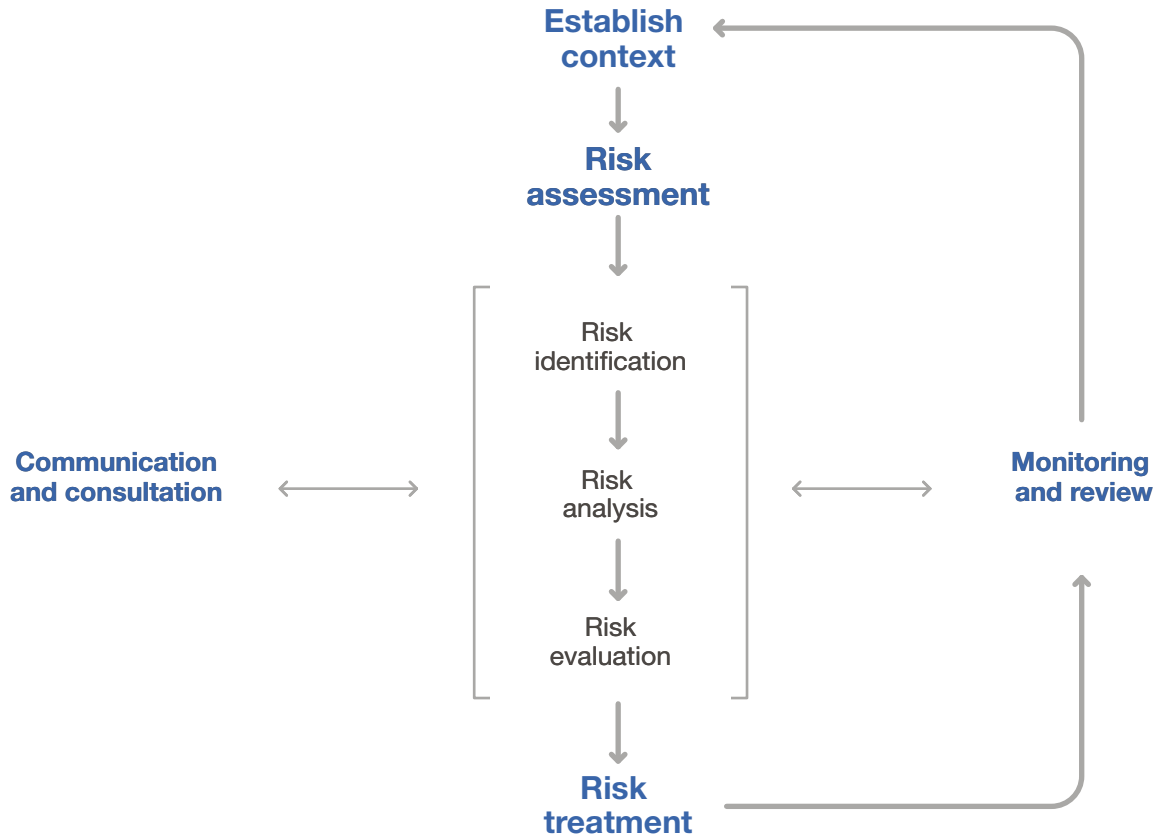 Establish
context
Risk
assessment
Risk
identification
Communication
and consultation
Risk
analysis
Monitoring
and review
Risk
evaluation
Risk
treatment